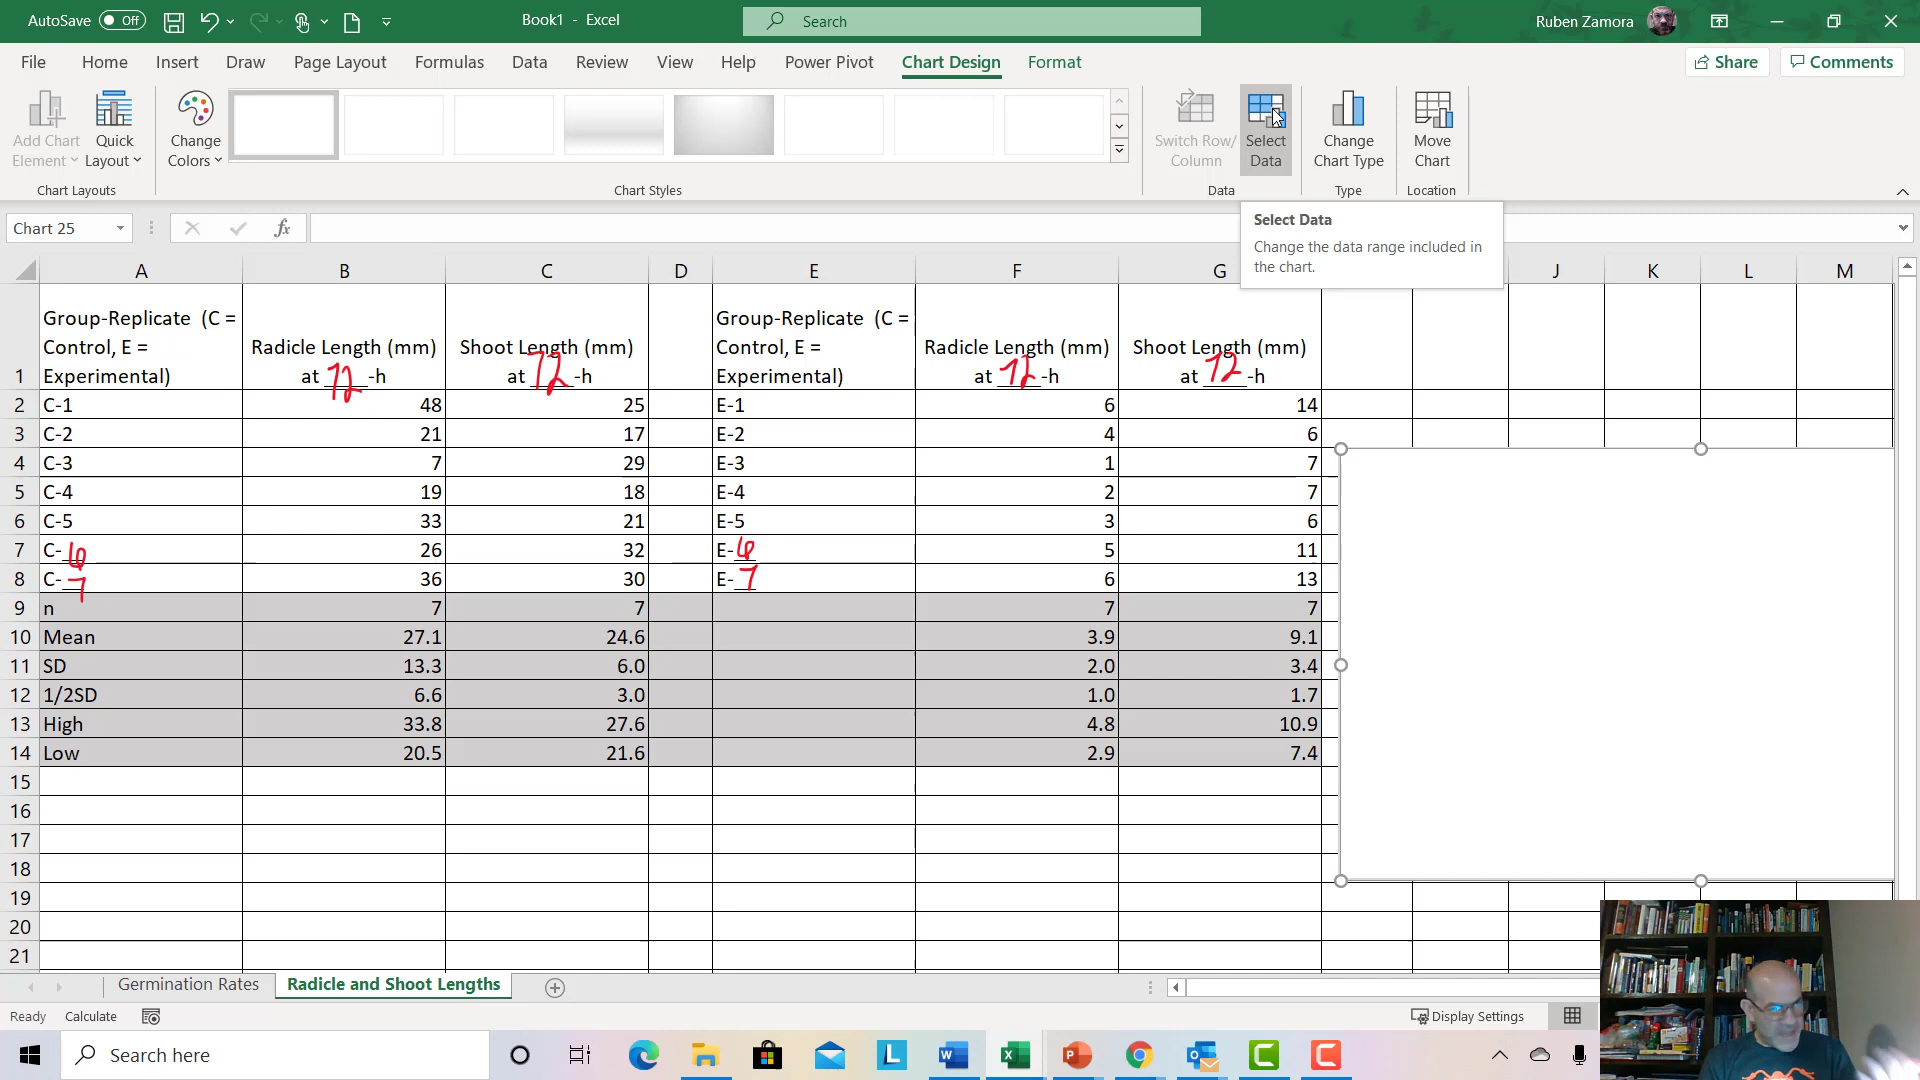 AutoSave Off Book1 - Excel Search Ruben Zamora
File Home Insert Draw Page Layout Formulas Data Review View Help Power Pivot Chart Design Format Share Comments
Add Chart Element Quick Layout Change Colors Switch Row/ Column Select Data Change Chart Type Move Chart
Chart Layouts Chart Styles Data Type Location
Chart 25 fx
Select Data
Change the data range included in
the chart.
A B C D E F G J K L M
1 Group-Replicate (C = Control, E = Experimental) Radicle Length (mm) at 72-h Shoot Length (mm) at 72-h Group-Replicate (C = Control, E = Experimental) Radicle Length (mm) at 72-h Shoot Length (mm) at 72-h
2 C-1 48 25 E-1 6 14
3 C-2 21 17 E-2 4 6
4 C-3 7 29 E-3 1 7
5 C-4 19 18 E-4 2 7
6 C-5 33 21 E-5 3 6
7 C-6 26 32 E-6 5 11
8 C-7 36 30 E-7 6 13
9 n 7 7 7 7
10 Mean 27.1 24.6 3.9 9.1
11 SD 13.3 6.0 2.0 3.4
12 1/2SD 6.6 3.0 1.0 1.7
13 High 33.8 27.6 4.8 10.9
14 Low 20.5 21.6 2.9 7.4
15
16
17
18
19
20
21
Germination Rates Radicle and Shoot Lengths
Ready Calculate Display Settings
Search here